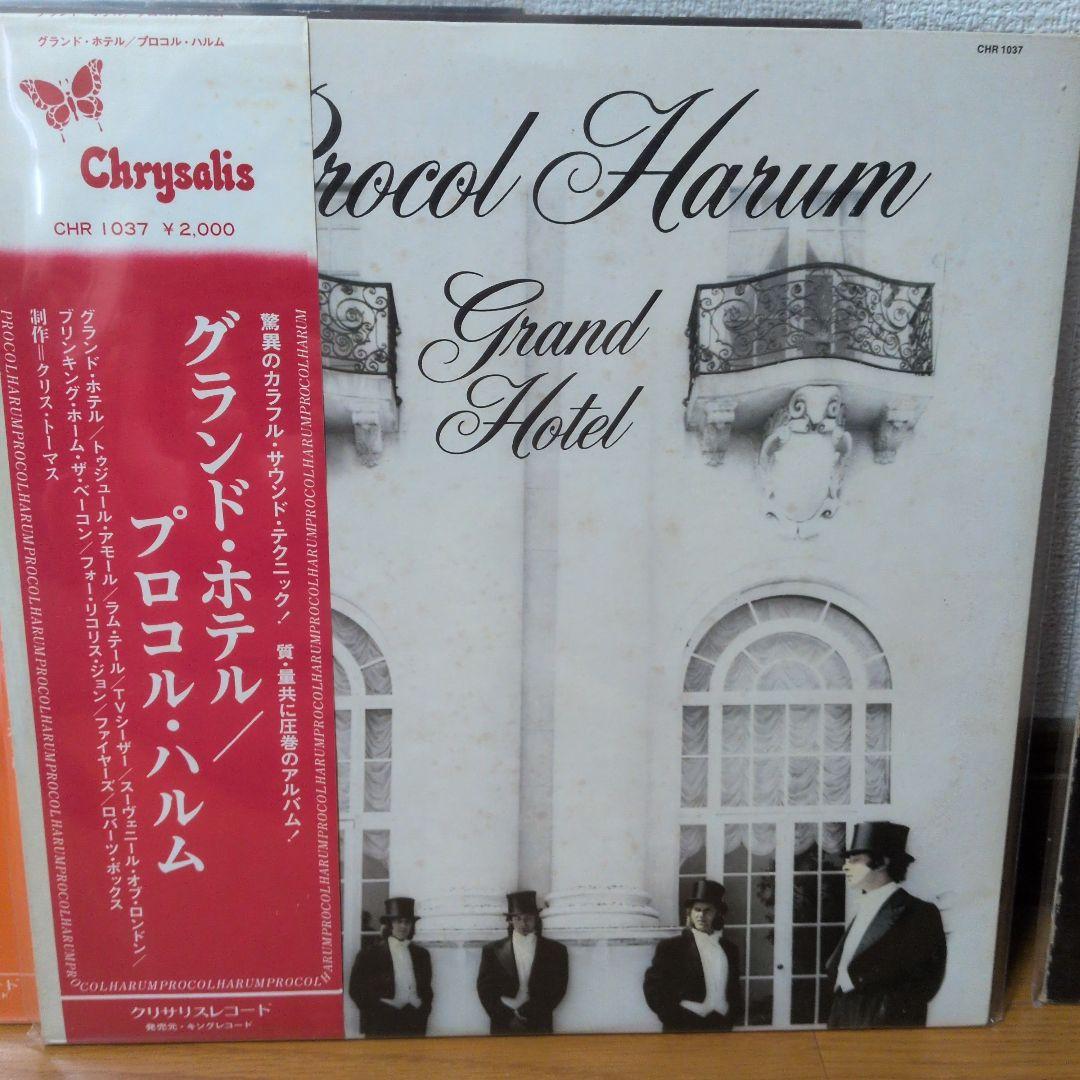 グランド・ホテル／プロコル・ハルム
Chrysalis
CHR 1037 ¥2,000
驚異のカラフル・サウンド・テクニック! 質・量共に圧巻のアルバム!
グランド・ホテル／
プロコル・ハルム
グランド・ホテル／トゥジュール・アモール／ラム・テール／TVシーザー／スーヴェニール・オブ・ロンドン／
ブリンキング・ホーム・ザ・ベーコン／フォー・リコリス・ジョン／ファイヤーズ／ロバーツ・ボックス
制作＝クリス・トーマス
PROCOLHARUMPROCOLHARUMPROCOLHARUMPROCOLHARUMPROCOLHARUM
クリサリスレコード
発売元・キングレコード
CHR 1037
Procol Harum
Grand
Hotel